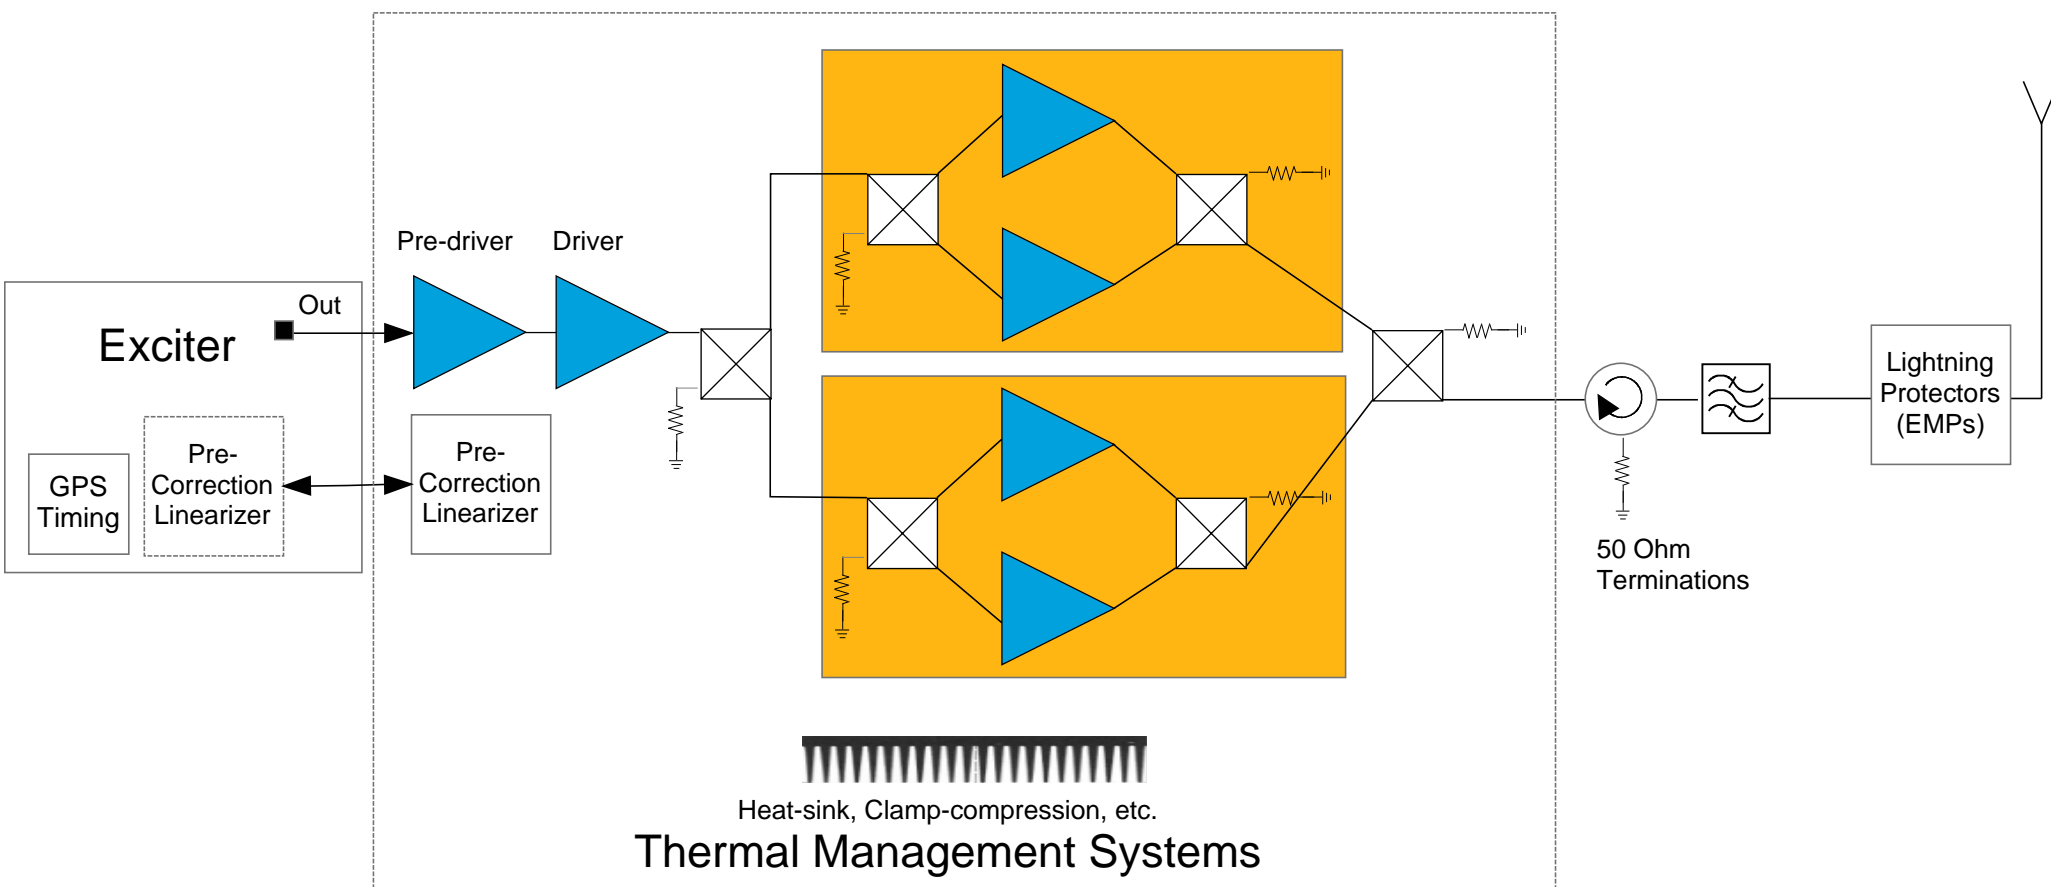 Pre-driver
Driver
Out
Exciter
GPS
Timing
Pre-
Correction
Linearizer
Pre-
Correction
Linearizer
Lightning
Protectors
(EMPs)
50 Ohm
Terminations
Heat-sink, Clamp-compression, etc.
Thermal Management Systems